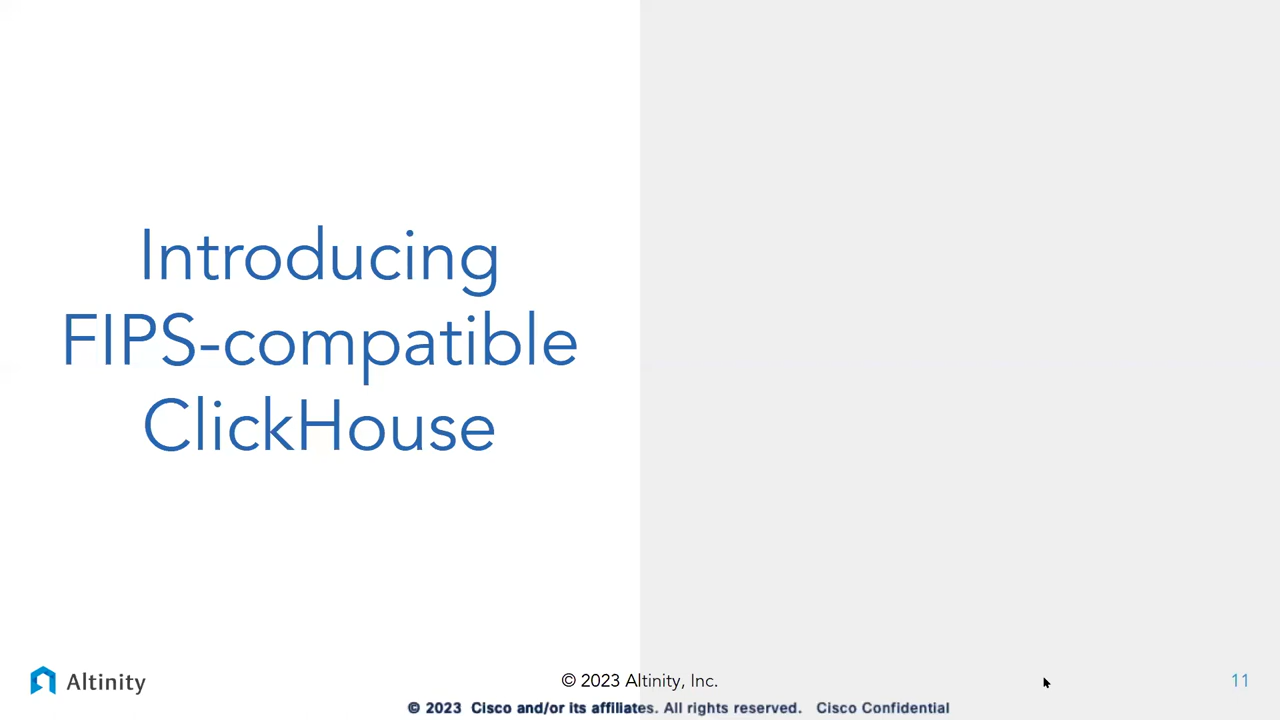 Introducing
FIPS-compatible
ClickHouse
Altinity
© 2023 Altinity, Inc.
11
© 2023 Cisco and/or its affiliates. All rights reserved. Cisco Confidential